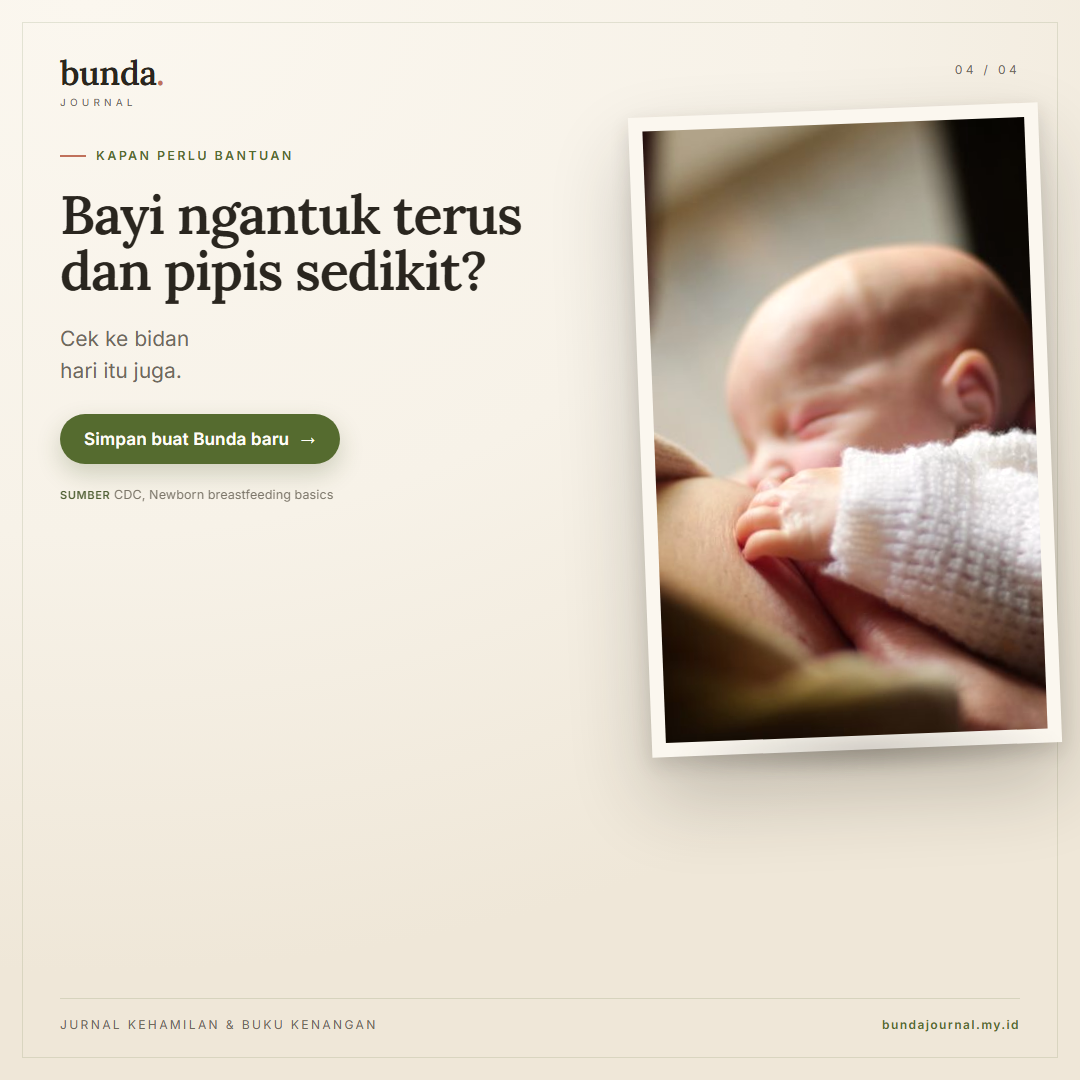 bunda.
JOURNAL
04 / 04
KAPAN PERLU BANTUAN
Bayi ngantuk terus
dan pipis sedikit?
Cek ke bidan
hari itu juga.
Simpan buat Bunda baru →
SUMBER CDC, Newborn breastfeeding basics
JURNAL KEHAMILAN & BUKU KENANGAN
bundajournal.my.id